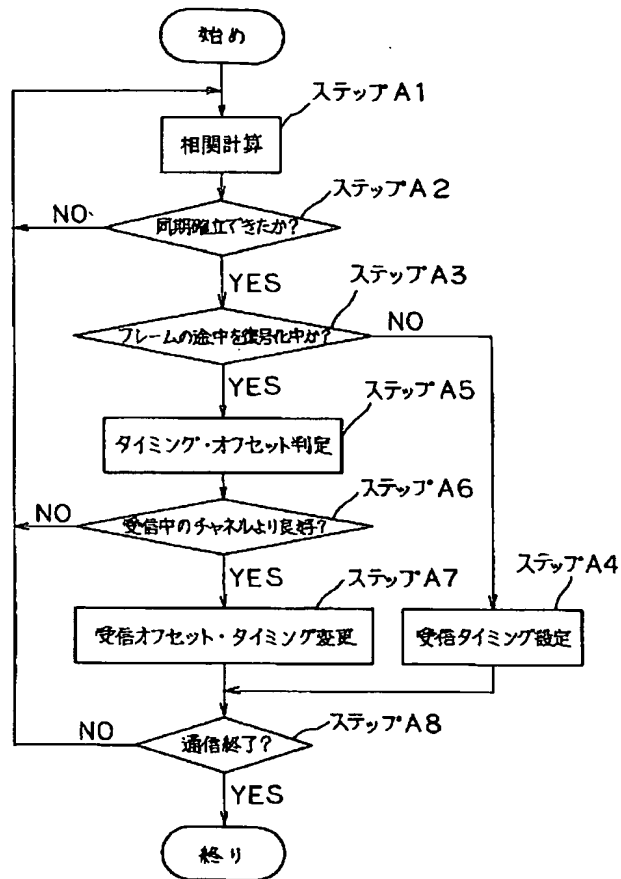 始め
ステップA1
相関計算
ステップA2
同期確立できたか?
NO
YES
ステップA3
フレームの途中を復号化中か?
NO
YES
ステップA5
タイミング・オフセット判定
ステップA6
受信中のチャネルより良好?
NO
YES
ステップA7
受信オフセット・タイミング変更
ステップA4
受信タイミング設定
ステップA8
通信終了?
NO
YES
終り